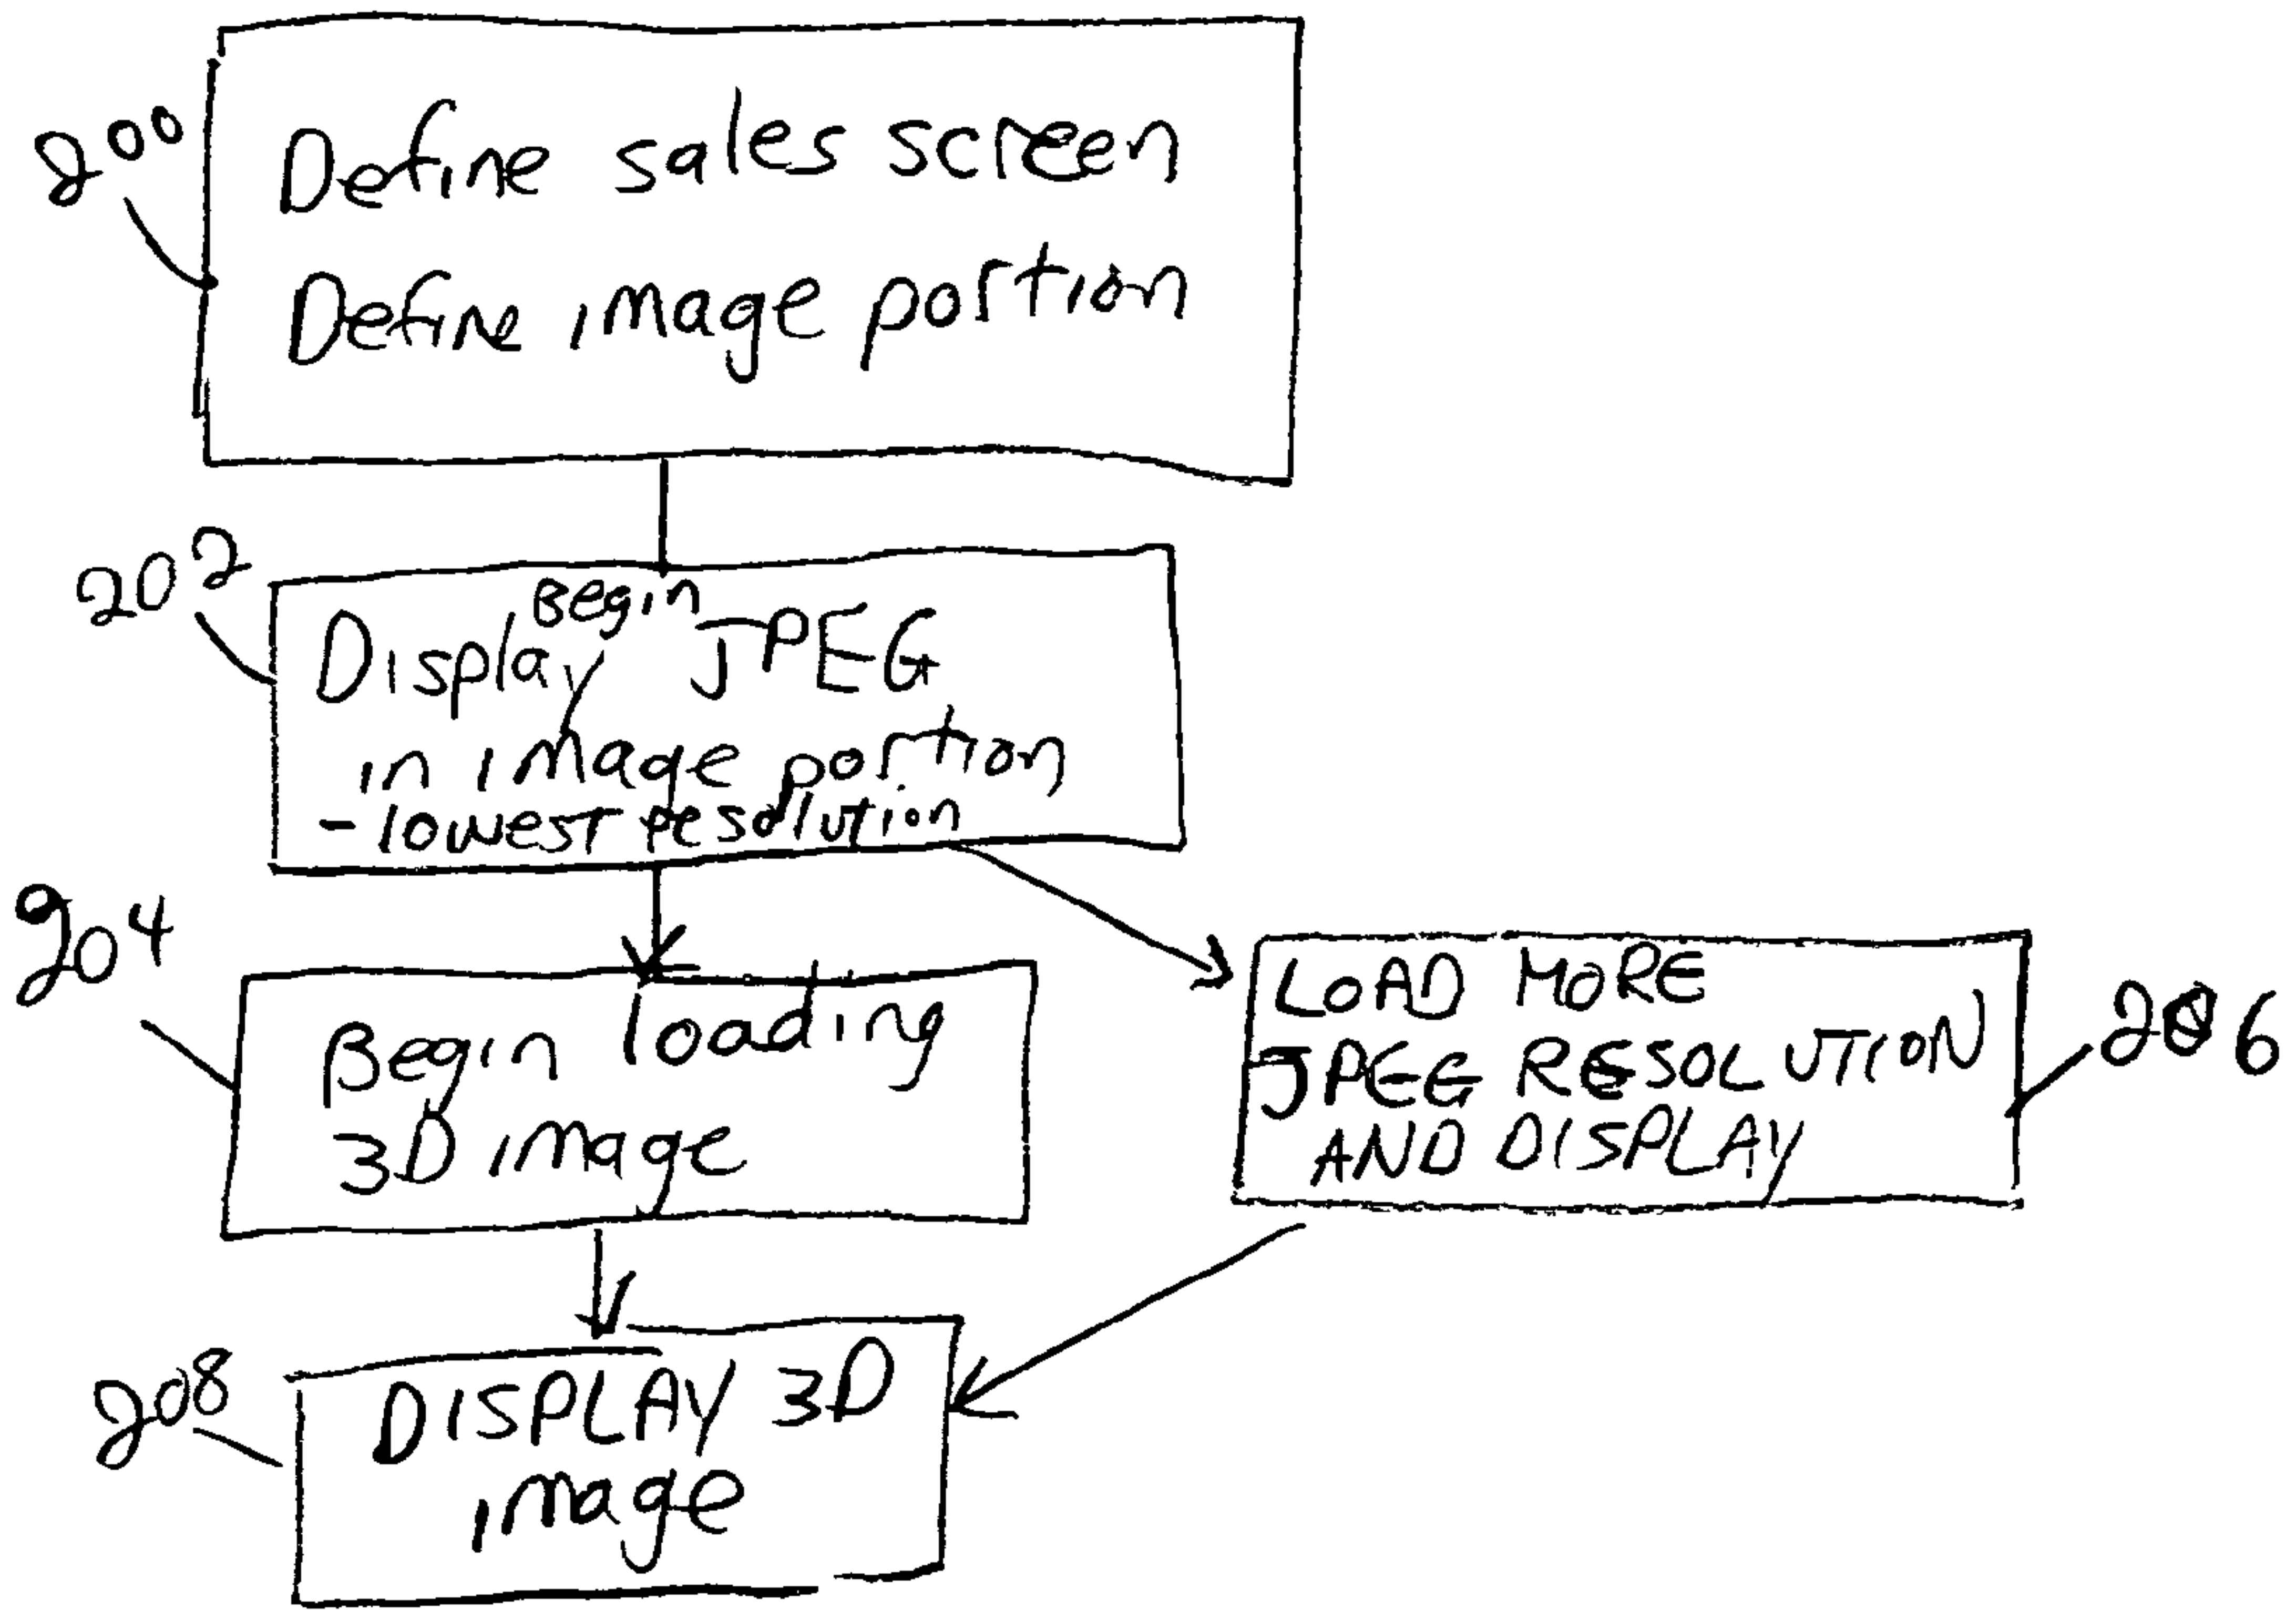 200
Define sales screen
Define image portion
202
Begin
Display JPEG
in image portion
- lowest resolution
204
Begin loading
3D image
LOAD MORE
JPEG RESOLUTION
AND DISPLAY
206
208
DISPLAY 3D
image